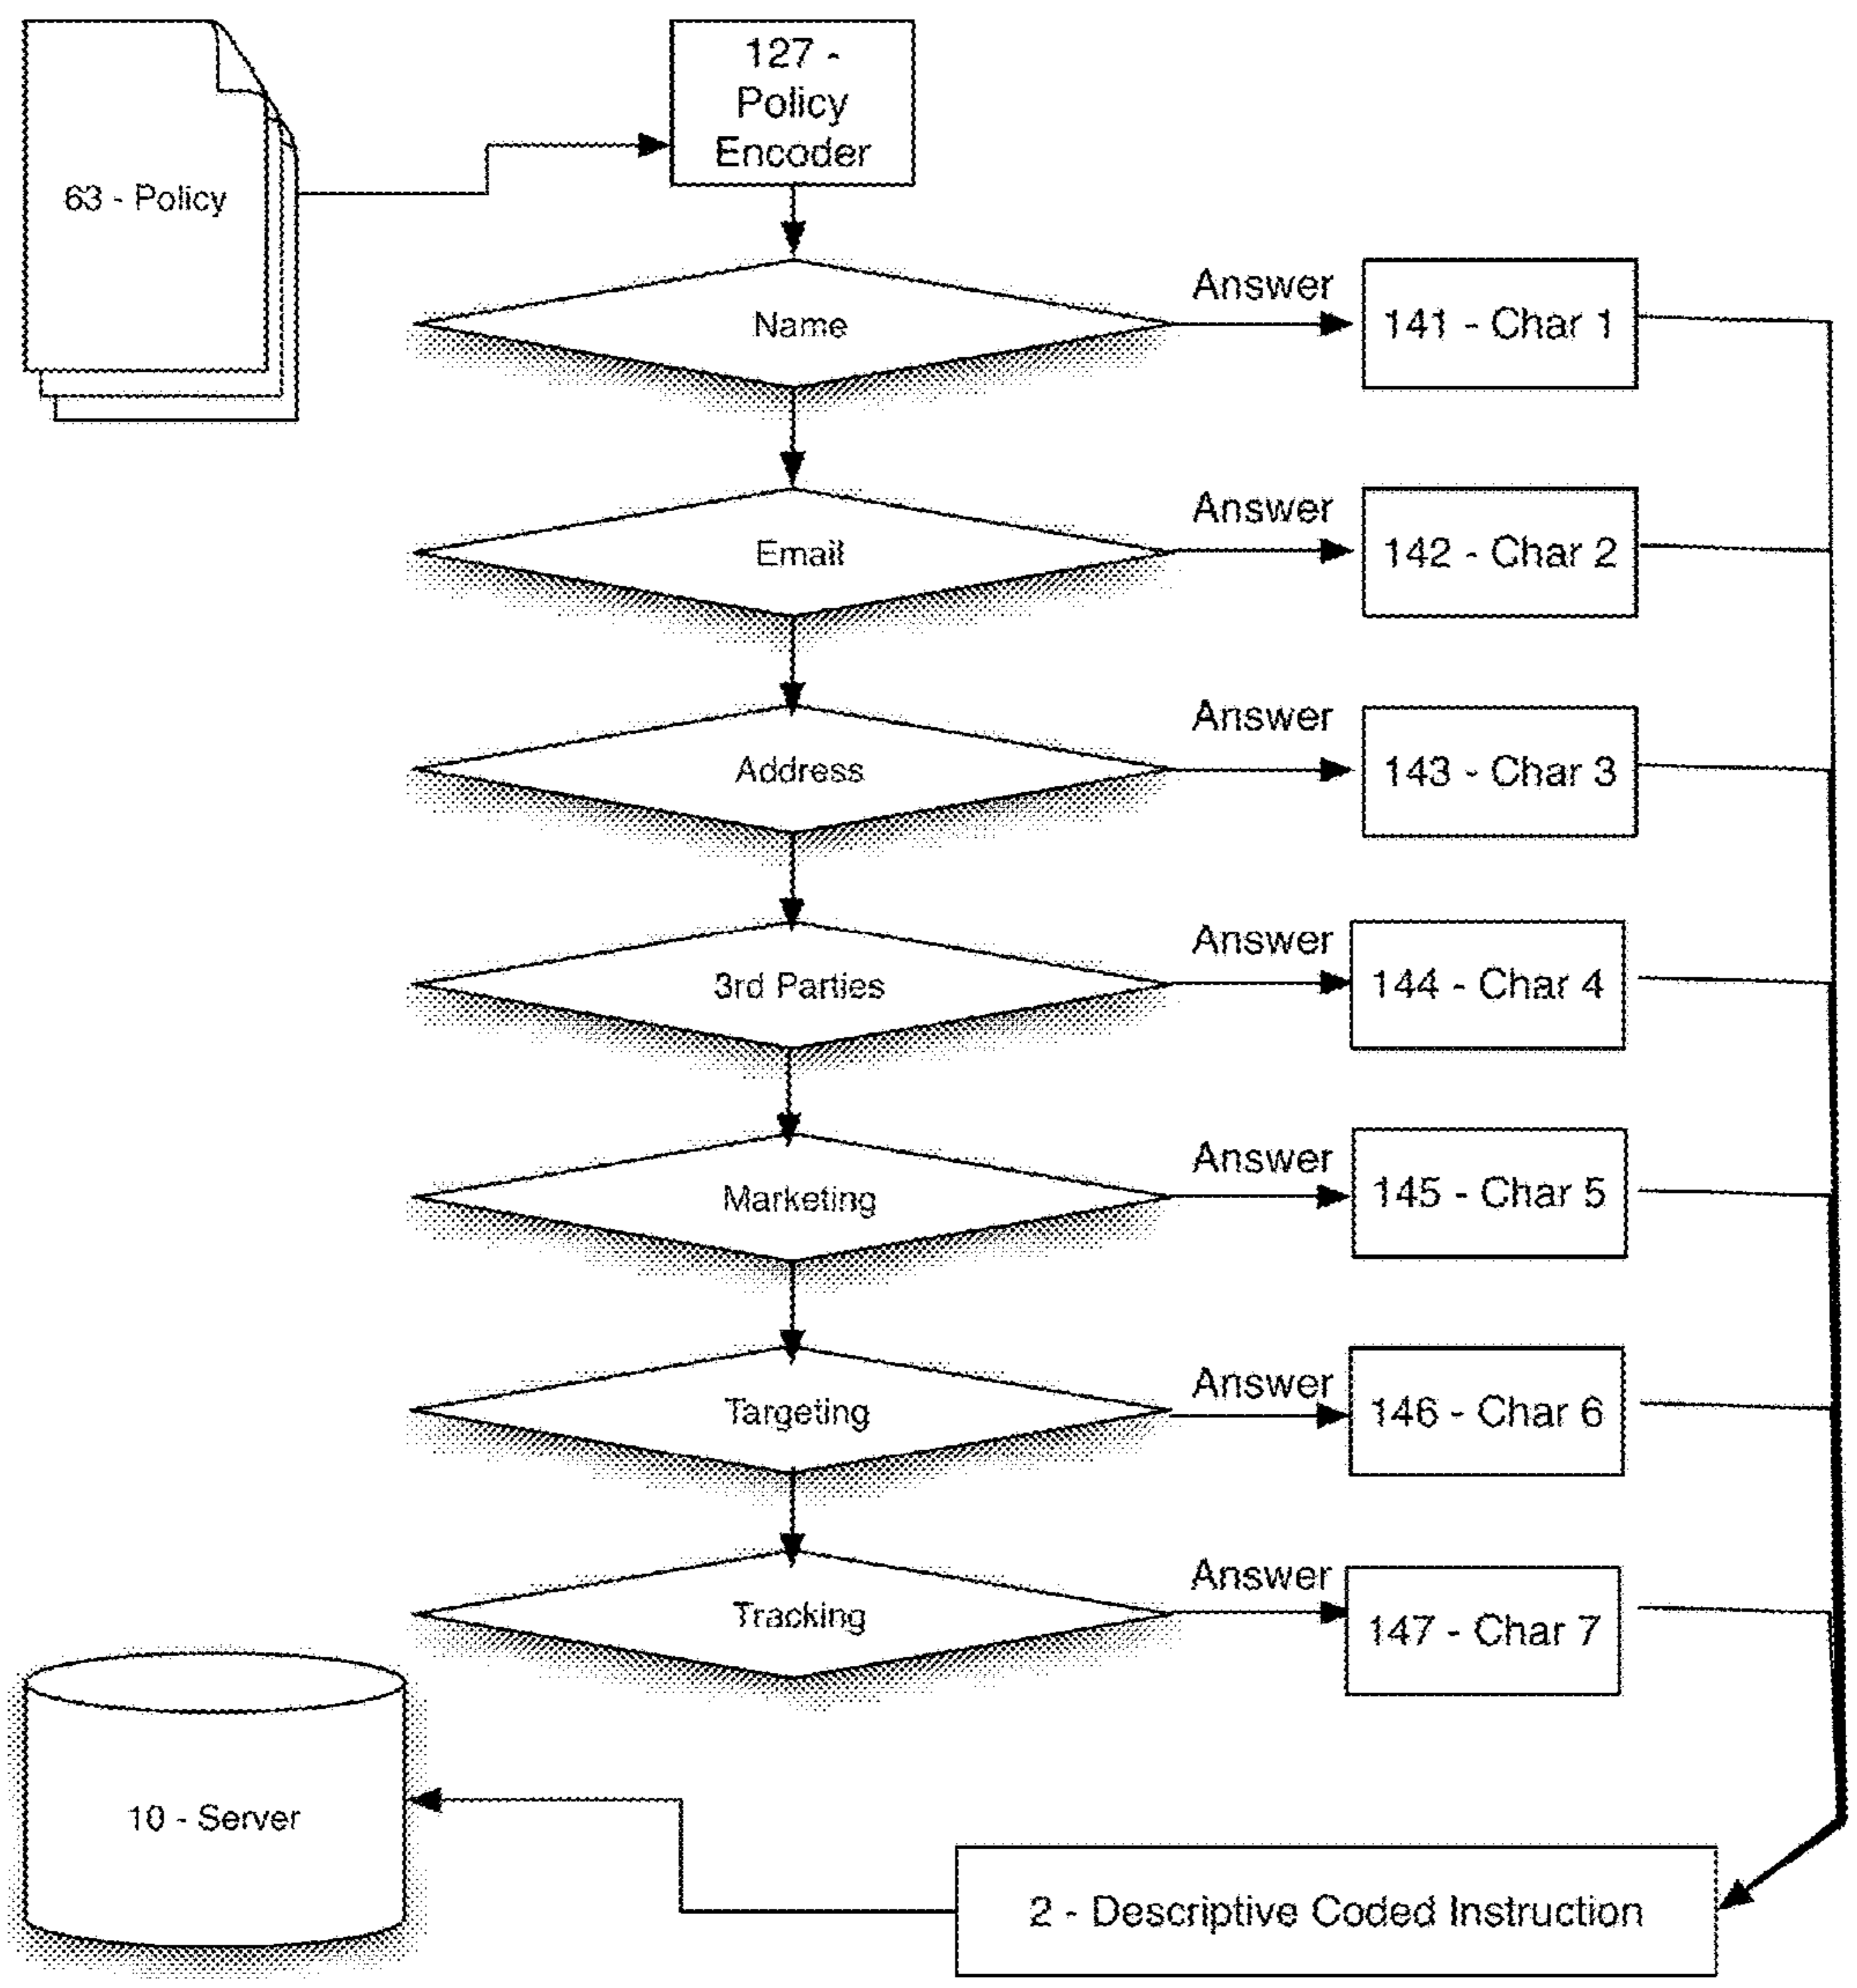 127 -
Policy
Encoder
63 - Policy
Name
Answer
141 - Char 1
Email
Answer
142 - Char 2
Address
Answer
143 - Char 3
3rd Parties
Answer
144 - Char 4
Marketing
Answer
145 - Char 5
Targeting
Answer
146 - Char 6
Tracking
Answer
147 - Char 7
10 - Server
2 - Descriptive Coded Instruction